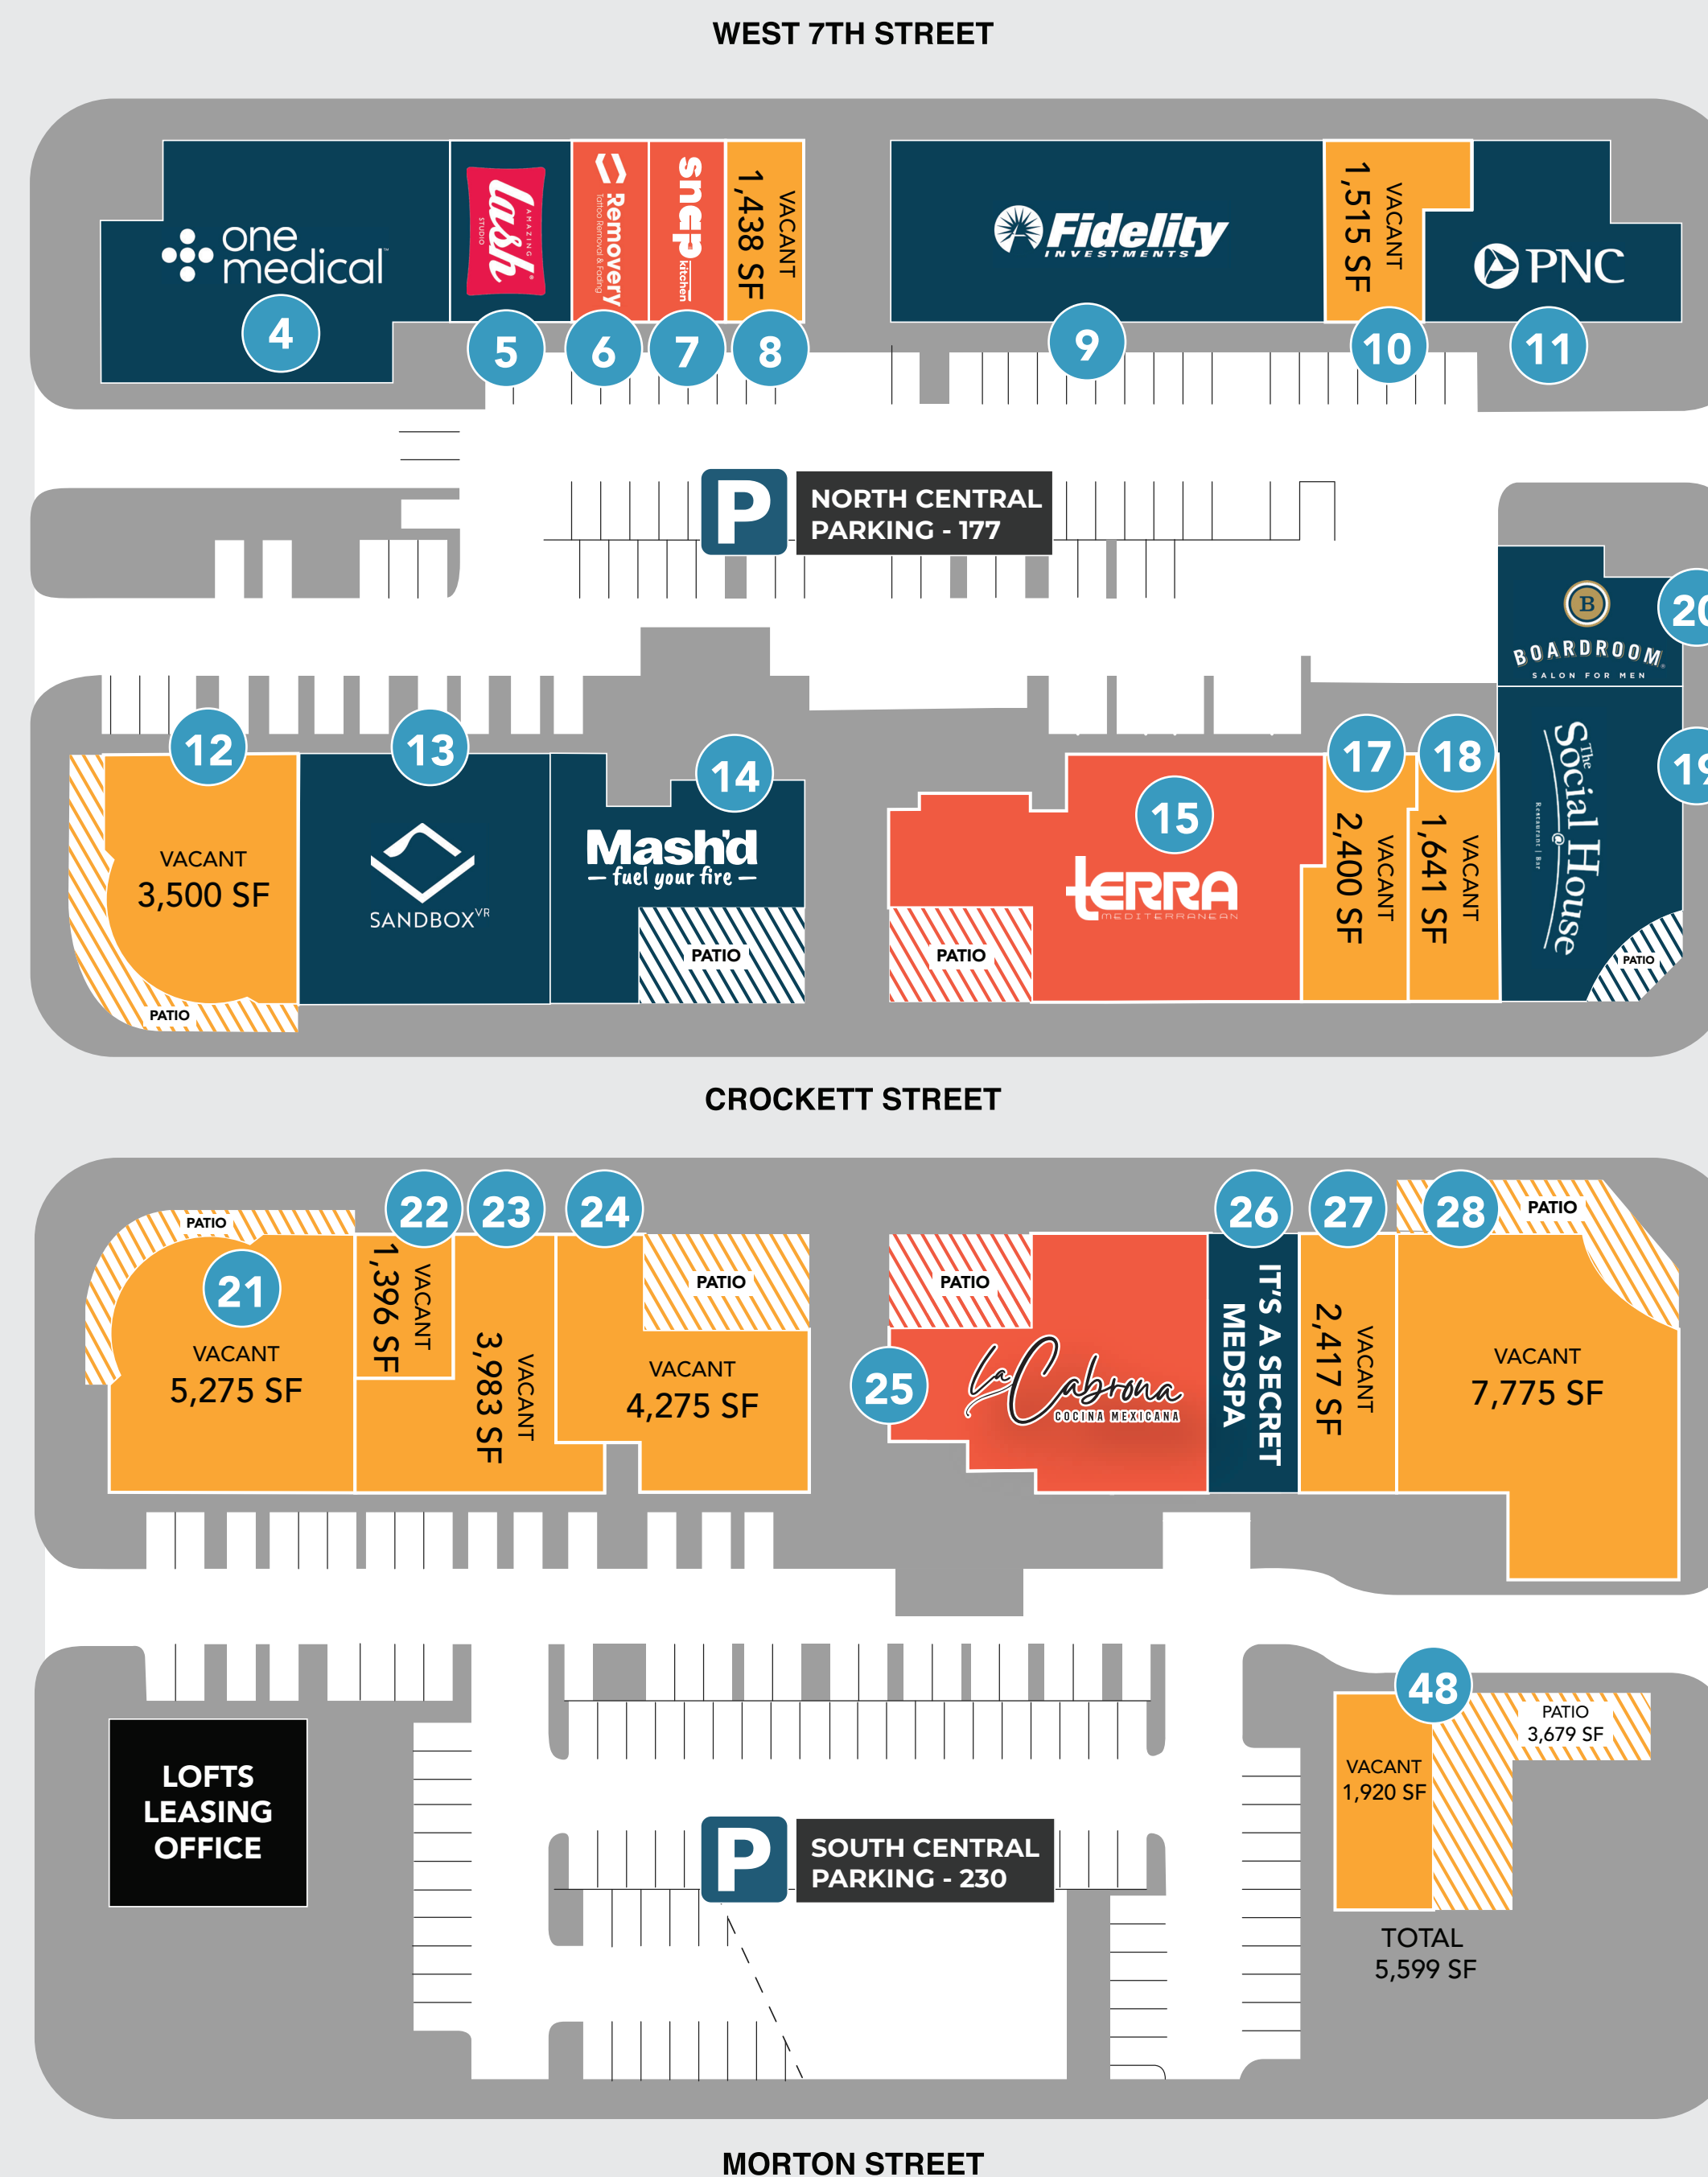 WEST 7TH STREET
one
medical
4
AMAZING
lash
STUDIO
5
Removery
Tattoo Removal & Fading
6
snap
kitchen
7
VACANT
1,438 SF
8
Fidelity
INVESTMENTS
9
VACANT
1,515 SF
10
PNC
11
P
NORTH CENTRAL
PARKING - 177
B
BOARDROOM
SALON FOR MEN
20
12
VACANT
3,500 SF
PATIO
13
SANDBOX VR
14
Mash'd
fuel your fire
PATIO
15
terra
MEDITERRANEAN
PATIO
17
VACANT
2,400 SF
18
VACANT
1,641 SF
The
Social House
Restaurant | Bar
19
PATIO
CROCKETT STREET
PATIO
21
VACANT
5,275 SF
22
VACANT
1,396 SF
23
VACANT
3,983 SF
24
PATIO
VACANT
4,275 SF
PATIO
25
La Cabrona
COCINA MEXICANA
26
IT'S A SECRET
MEDSPA
27
VACANT
2,417 SF
28
PATIO
VACANT
7,775 SF
LOFTS
LEASING
OFFICE
P
SOUTH CENTRAL
PARKING - 230
48
PATIO
3,679 SF
VACANT
1,920 SF
TOTAL
5,599 SF
MORTON STREET